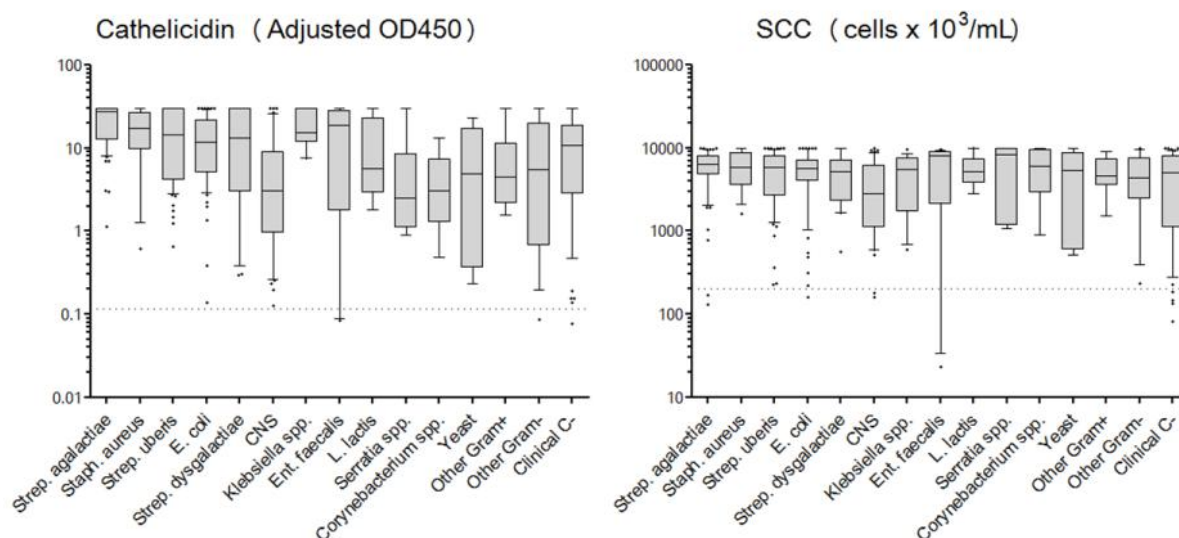 Cathelicidin ( Adjusted OD450)
100
10
1
0.1
0.01
Strep. agalactiae
Staph. aureus
Strep. uberis
E. coli
Strep. dysgalactiae
CNS
Klebsiella spp.
Ent. faecalis
L. lactis
Serratia spp.
Corynebacterium spp.
Yeast
Other Gram+
Other Gram-
Clinical C-
SCC ( cells x 10³/mL)
100000
10000
1000
100
10
Strep. agalactiae
Staph. aureus
Strep. uberis
E. coli
Strep. dysgalactiae
CNS
Klebsiella spp.
Ent. faecalis
L. lactis
Serratia spp.
Corynebacterium spp.
Yeast
Other Gram+
Other Gram-
Clinical C-